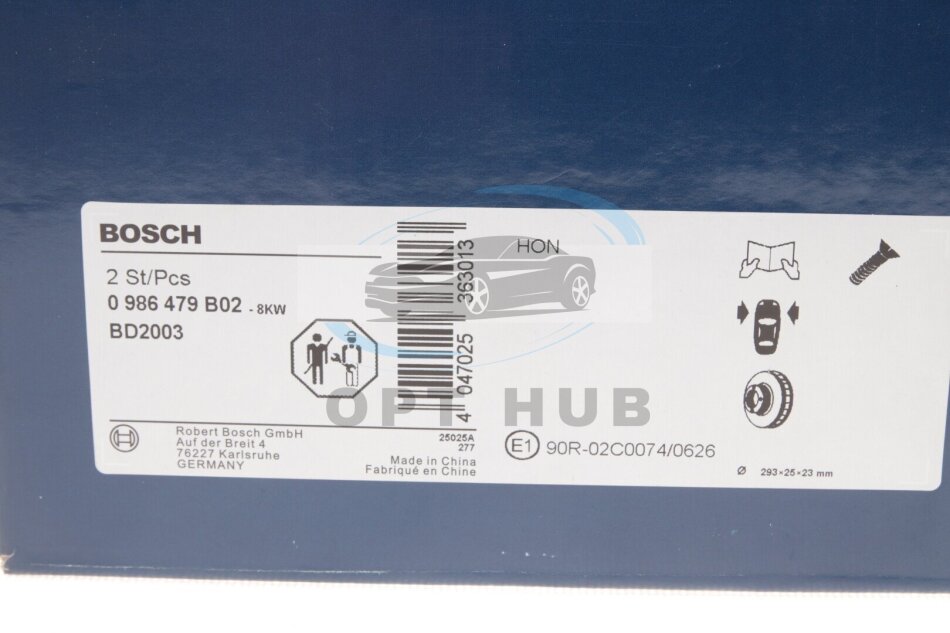 BOSCH
2 St/Pcs
0 986 479 B02 - 8KW
BD2003
Robert Bosch GmbH
Auf der Breit 4
76227 Karlsruhe
GERMANY
25025A
277
Made in China
Fabriqué en Chine
4 047025 363013
HON
OPT HUB
E1 90R-02C0074/0626
Ø 293×25×23 mm